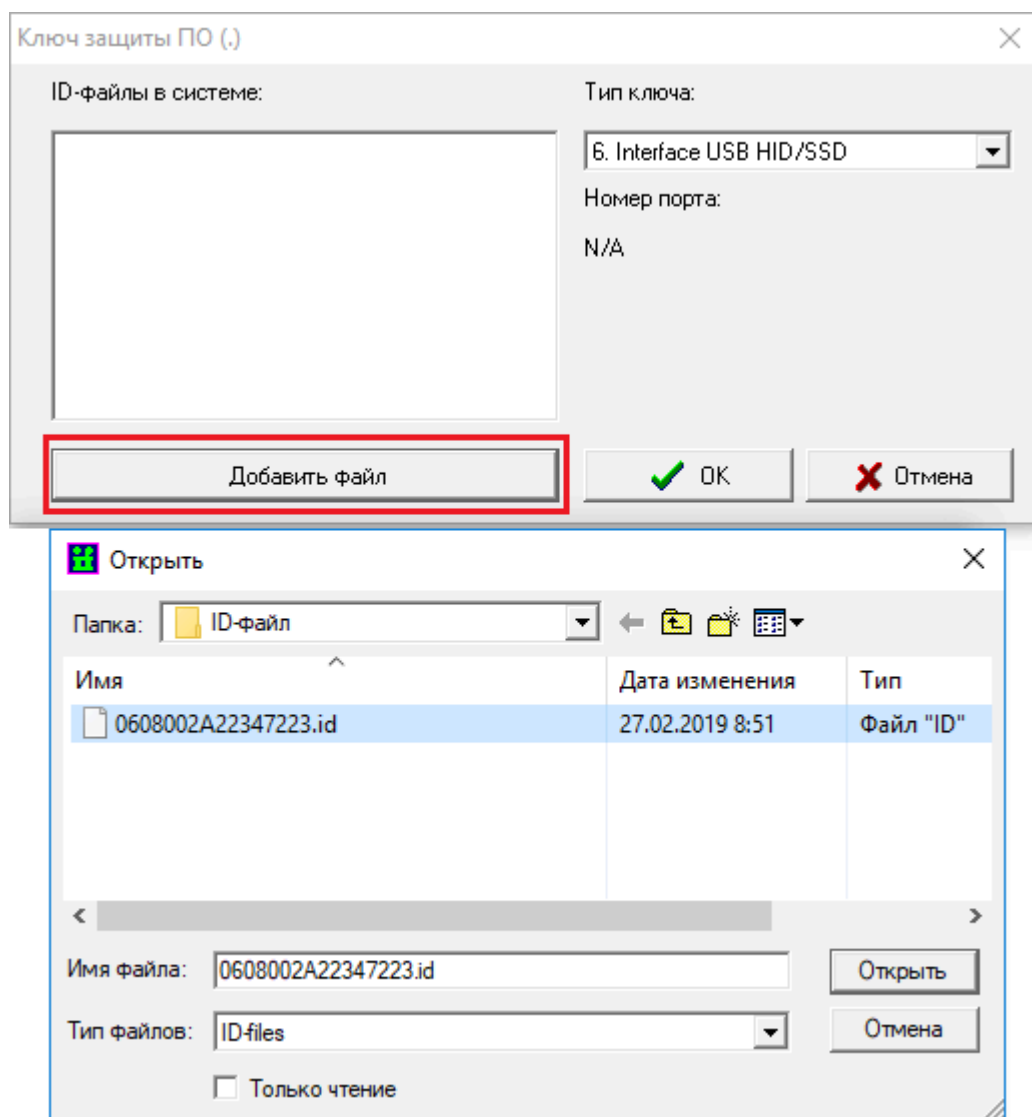 Ключ защиты ПО (.)
ID-файлы в системе:
Тип ключа:
6. Interface USB HID/SSD
Номер порта:
N/A
Добавить файл
OK
Отмена
Открыть
Папка: ID-файл
Имя Дата изменения Тип
0608002A22347223.id 27.02.2019 8:51 Файл "ID"
Имя файла: 0608002A22347223.id Открыть
Тип файлов: ID-files Отмена
Только чтение